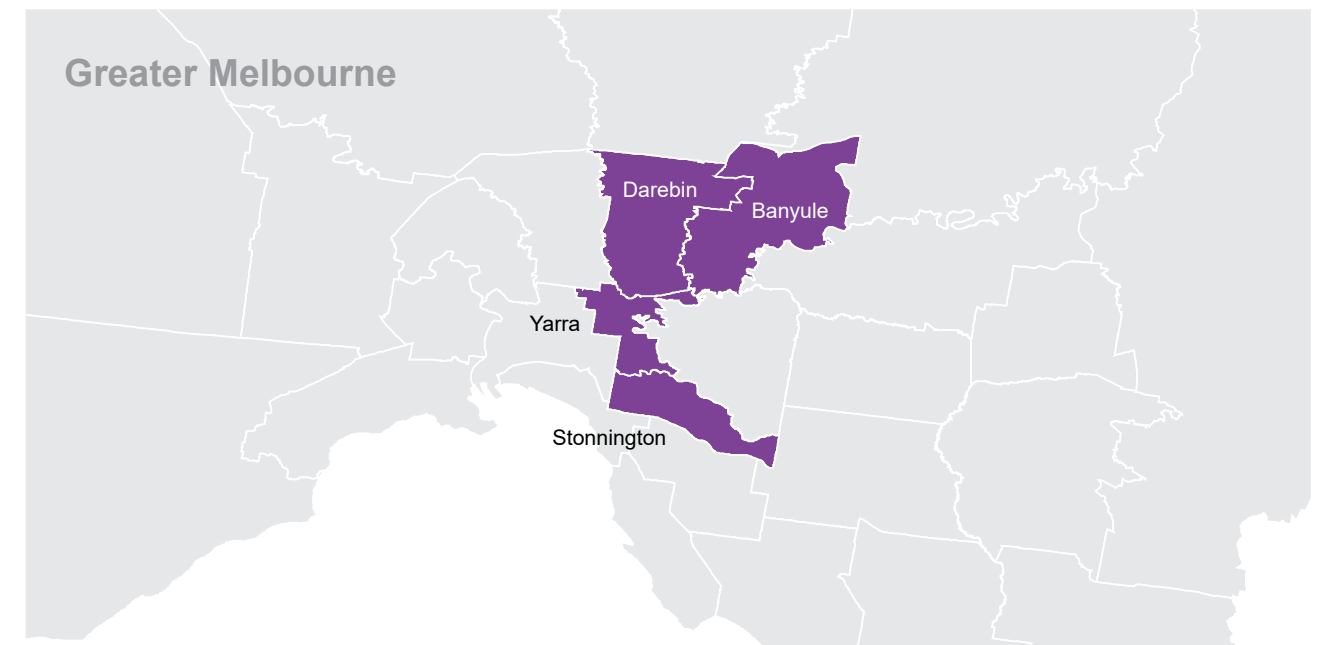 Greater Melbourne
Darebin
Banyule
Yarra
Stonnington